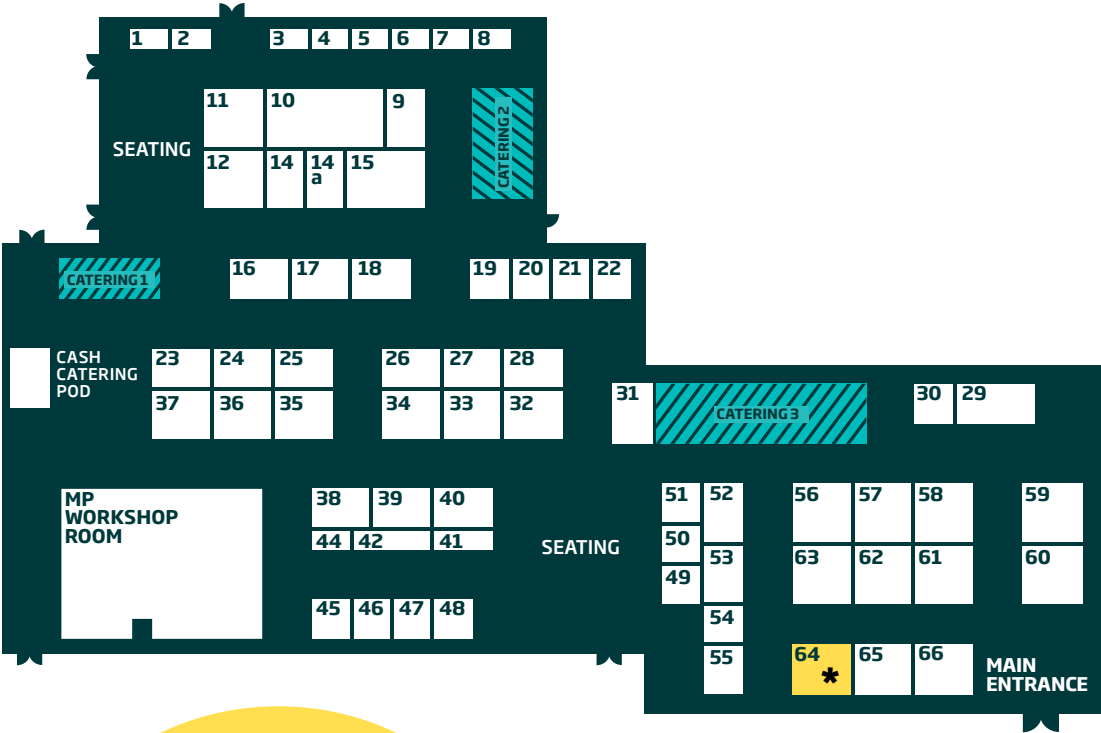 1 2 3 4 5 6 7 8
11 10 9
CATERING 2
SEATING
12 14 14 a 15
CATERING 1
16 17 18 19 20 21 22
CASH
CATERING
POD
23 24 25 26 27 28
37 36 35 34 33 32
31
CATERING 3
30 29
MP
WORKSHOP
ROOM
38 39 40
44 42 41
SEATING
45 46 47 48
51 52 56 57 58 59
50
49 53 63 62 61 60
54
55
64 * 65 66
MAIN
ENTRANCE